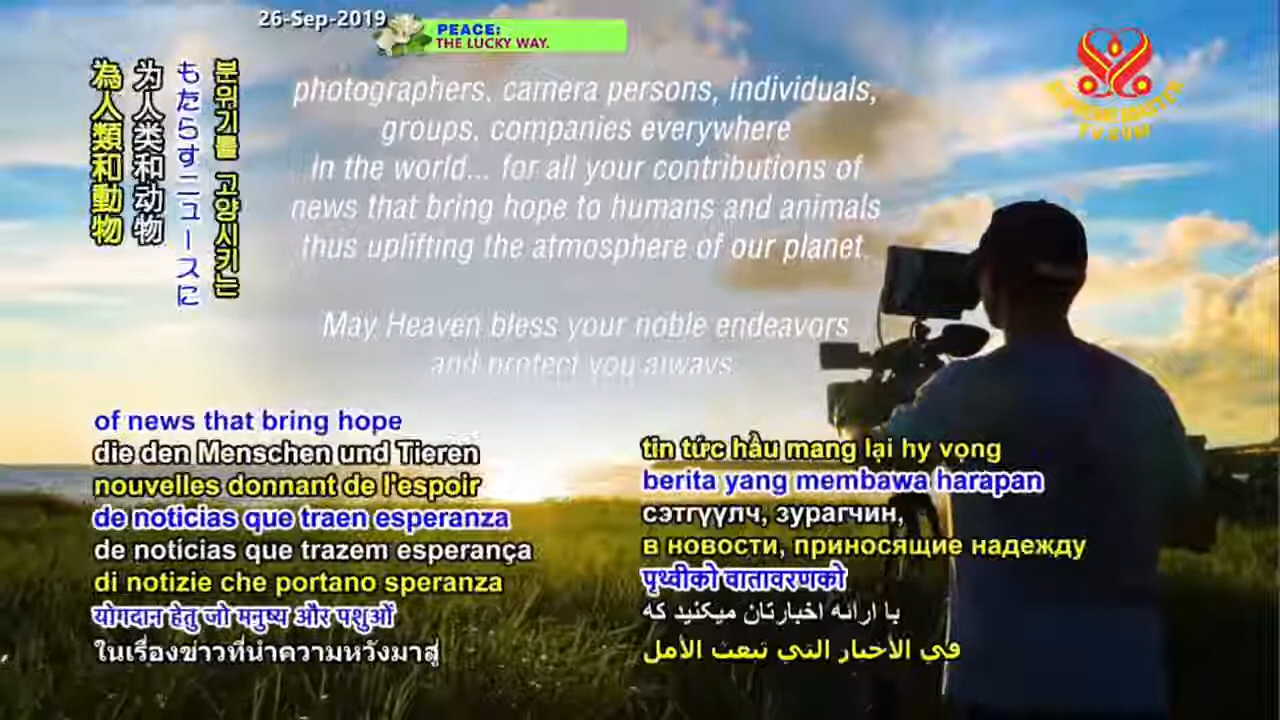 26-Sep-2019
PEACE:
THE LUCKY WAY.
為人類和動物
为人类和动物
もたらすニュースに
분위기를 고양시키는
photographers, camera persons, individuals,
groups, companies everywhere
in the world... for all your contributions of
news that bring hope to humans and animals
thus uplifting the atmosphere of our planet.
May Heaven bless your noble endeavors
and protect you always.
of news that bring hope
die den Menschen und Tieren
nouvelles donnant de l'espoir
de noticias que traen esperanza
de notícias que trazem esperança
di notizie che portano speranza
योगदान हेतु जो मनुष्य और पशुओं
ในเรื่องข่าวที่นำความหวังมาสู่
tin tức hầu mang lại hy vọng
berita yang membawa harapan
сэтгүүлч, зурагчин,
в новости, приносящие надежду
पृथ्वीको वातावरणको
با ارائه اخبارتان میکنید که
في الأخبار التي تبعث الأمل